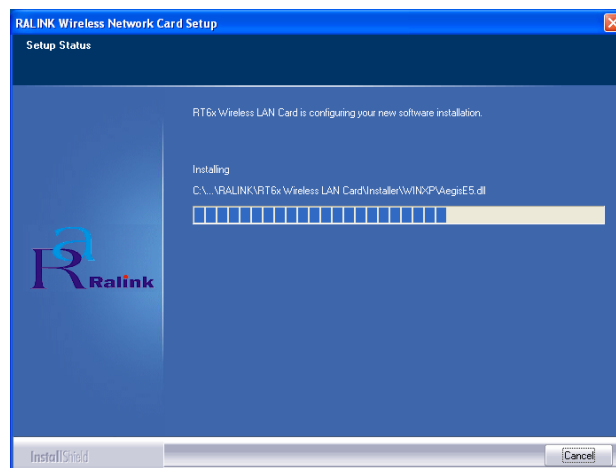 RALINK Wireless Network Card Setup
Setup Status
RT6x Wireless LAN Card is configuring your new software installation.
Installing
C:\...\RALINK\RT6x Wireless LAN Card\Installer\WINXP\AegisE5.dll
Ralink
InstallShield
Cancel